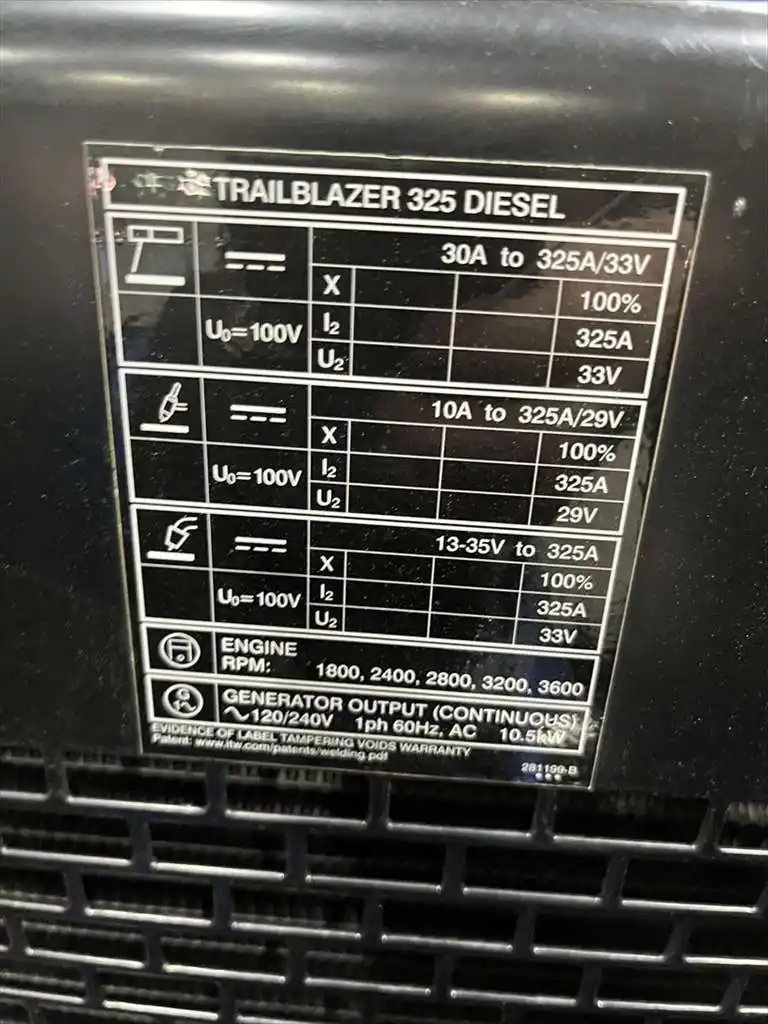 TRAILBLAZER 325 DIESEL
30A to 325A/33V
X 100%
U₀=100V I₂ 325A
U₂ 33V
10A to 325A/29V
X 100%
U₀=100V I₂ 325A
U₂ 29V
13-35V to 325A
X 100%
U₀=100V I₂ 325A
U₂ 33V
ENGINE
RPM: 1800, 2400, 2800, 3200, 3600
GENERATOR OUTPUT (CONTINUOUS)
~120/240V 1ph 60Hz, AC 10.5kW
EVIDENCE OF LABEL TAMPERING VOIDS WARRANTY
Patent: www.itw.com/patents/welding.pdf
281199-B